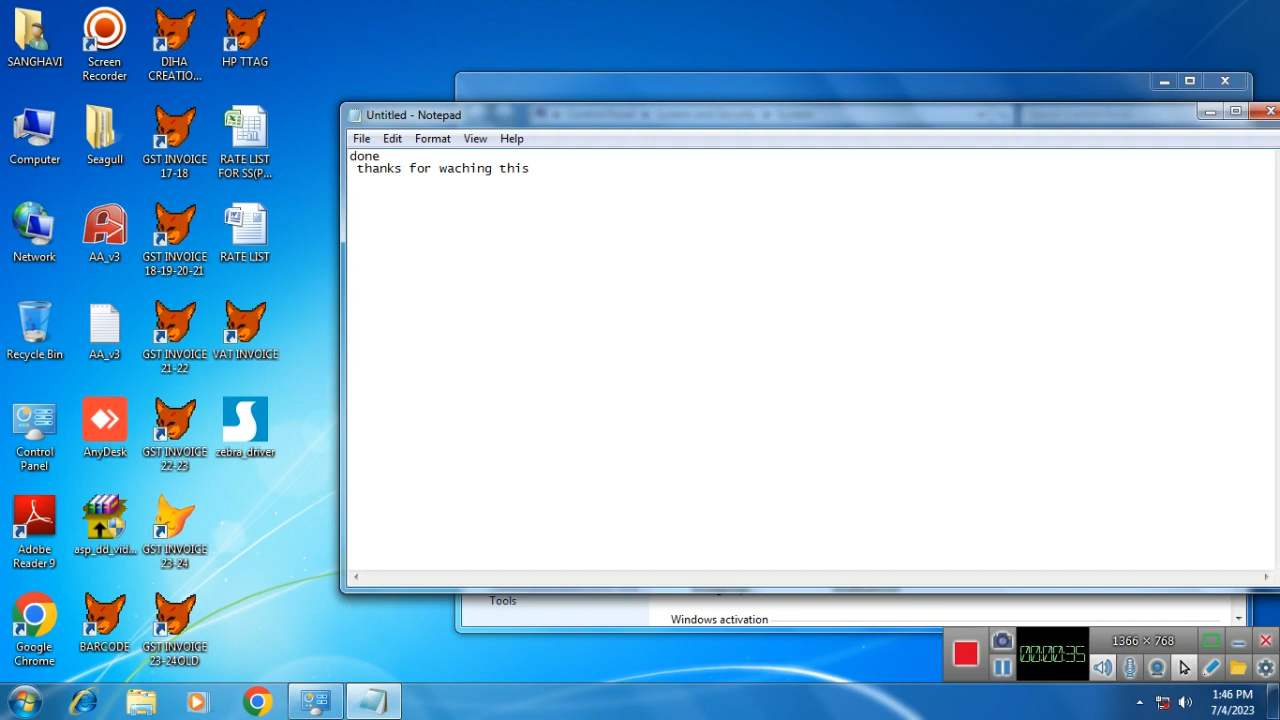 SANGHAVI
Screen
Recorder
DIHA
CREATIO...
HP TTAG
Computer
Seagull
GST INVOICE
17-18
RATE LIST
FOR SS(P...
Network
AA_v3
GST INVOICE
18-19-20-21
RATE LIST
Recycle Bin
AA_v3
GST INVOICE
21-22
VAT INVOICE
Control
Panel
AnyDesk
GST INVOICE
22-23
zebra_driver
Adobe
Reader 9
asp_dd_vid...
GST INVOICE
23-24
Google
Chrome
BARCODE
GST INVOICE
23-24OLD
Untitled - Notepad
File Edit Format View Help
done
thanks for waching this
Tools
Windows activation
1366 × 768
00:00:35
1:46 PM
7/4/2023